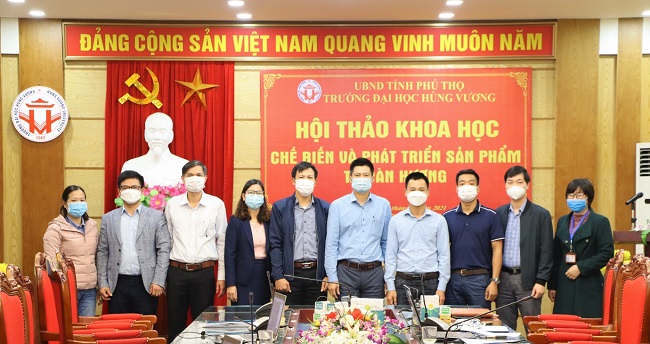 ĐẢNG CỘNG SẢN VIỆT NAM QUANG VINH MUÔN NĂM
UBND TỈNH PHÚ THỌ
TRƯỜNG ĐẠI HỌC HÙNG VƯƠNG
HỘI THẢO KHOA HỌC
CHẾ BIẾN VÀ PHÁT TRIỂN SẢN PHẨM